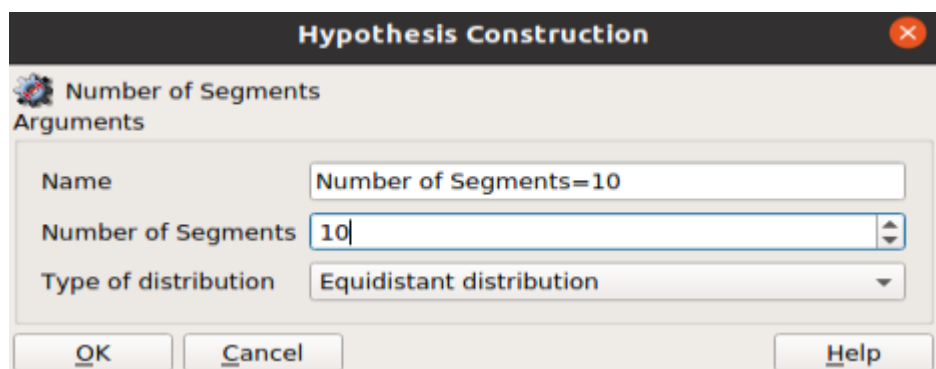 Hypothesis Construction
Number of Segments
Arguments
Name Number of Segments=10
Number of Segments 10
Type of distribution Equidistant distribution
OK Cancel Help